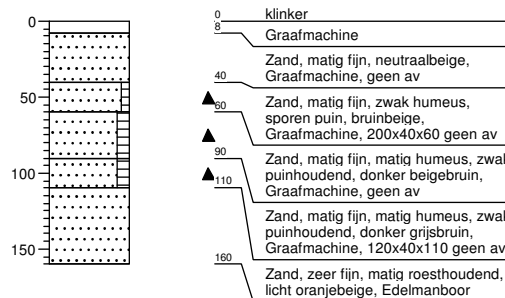 0
50
100
150
0
klinker
8
Graafmachine
Zand, matig fijn, neutraalbeige,
40
Graafmachine, geen av
Zand, matig fijn, zwak humeus,
60
sporen puin, bruinbeige,
Graafmachine, 200x40x60 geen av
90
Zand, matig fijn, matig humeus, zwak
puinhoudend, donker beigebruin,
110
Graafmachine, geen av
Zand, matig fijn, matig humeus, zwak
puinhoudend, donker grijsbruin,
Graafmachine, 120x40x110 geen av
160
Zand, zeer fijn, matig roesthoudend,
licht oranjebeige, Edelmanboor